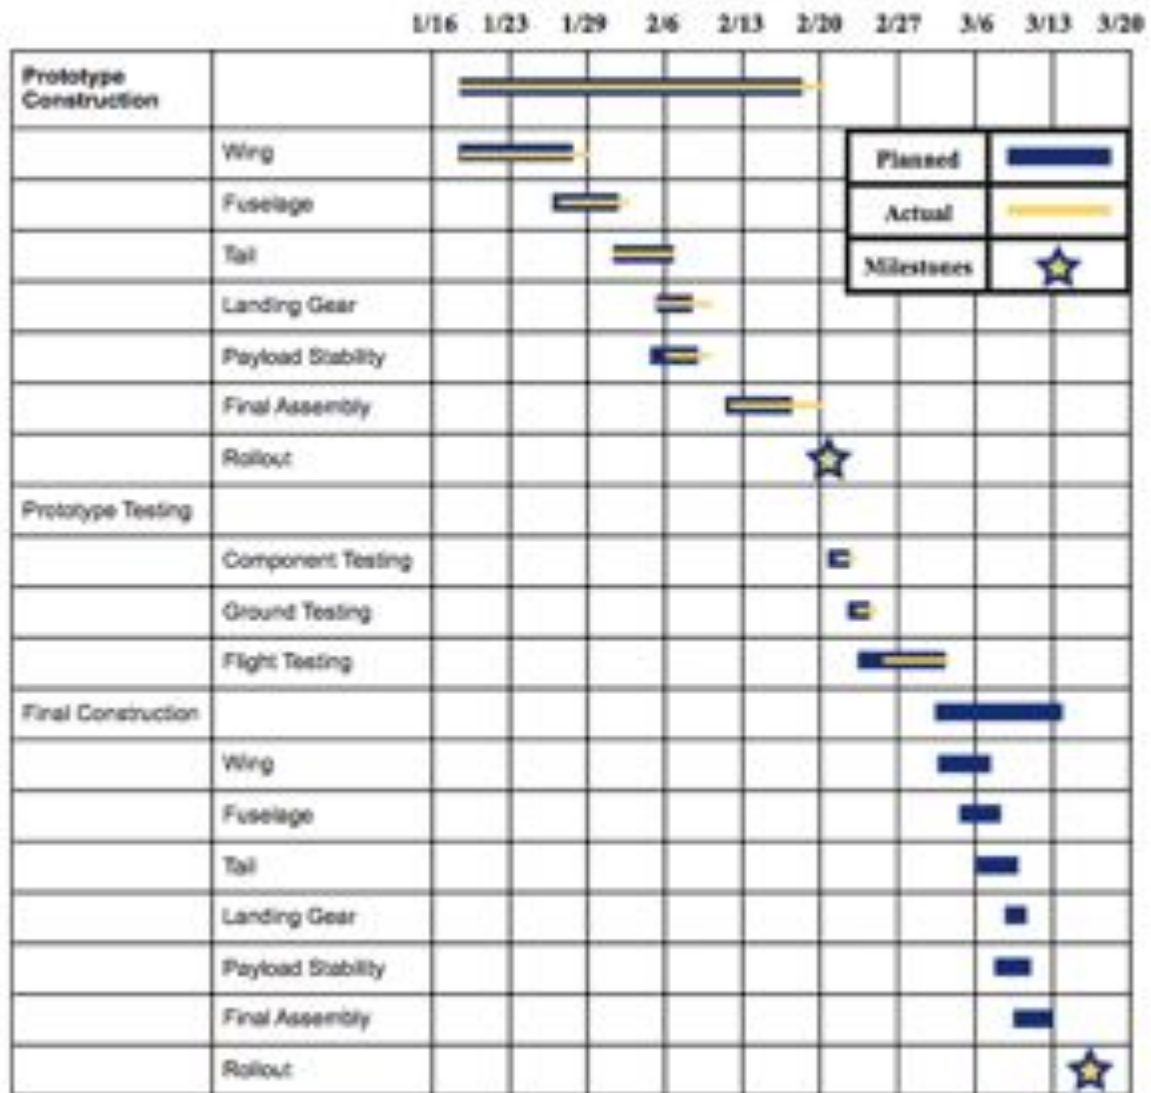 1/16 1/23 1/29 2/6 2/13 2/20 2/27 3/6 3/13 3/20
Prototype
Construction
Wing
Planned
Fuselage
Actual
Tail
Milestones
Landing Gear
Payload Stability
Final Assembly
Rollout
Prototype Testing
Component Testing
Ground Testing
Flight Testing
Final Construction
Wing
Fuselage
Tail
Landing Gear
Payload Stability
Final Assembly
Rollout